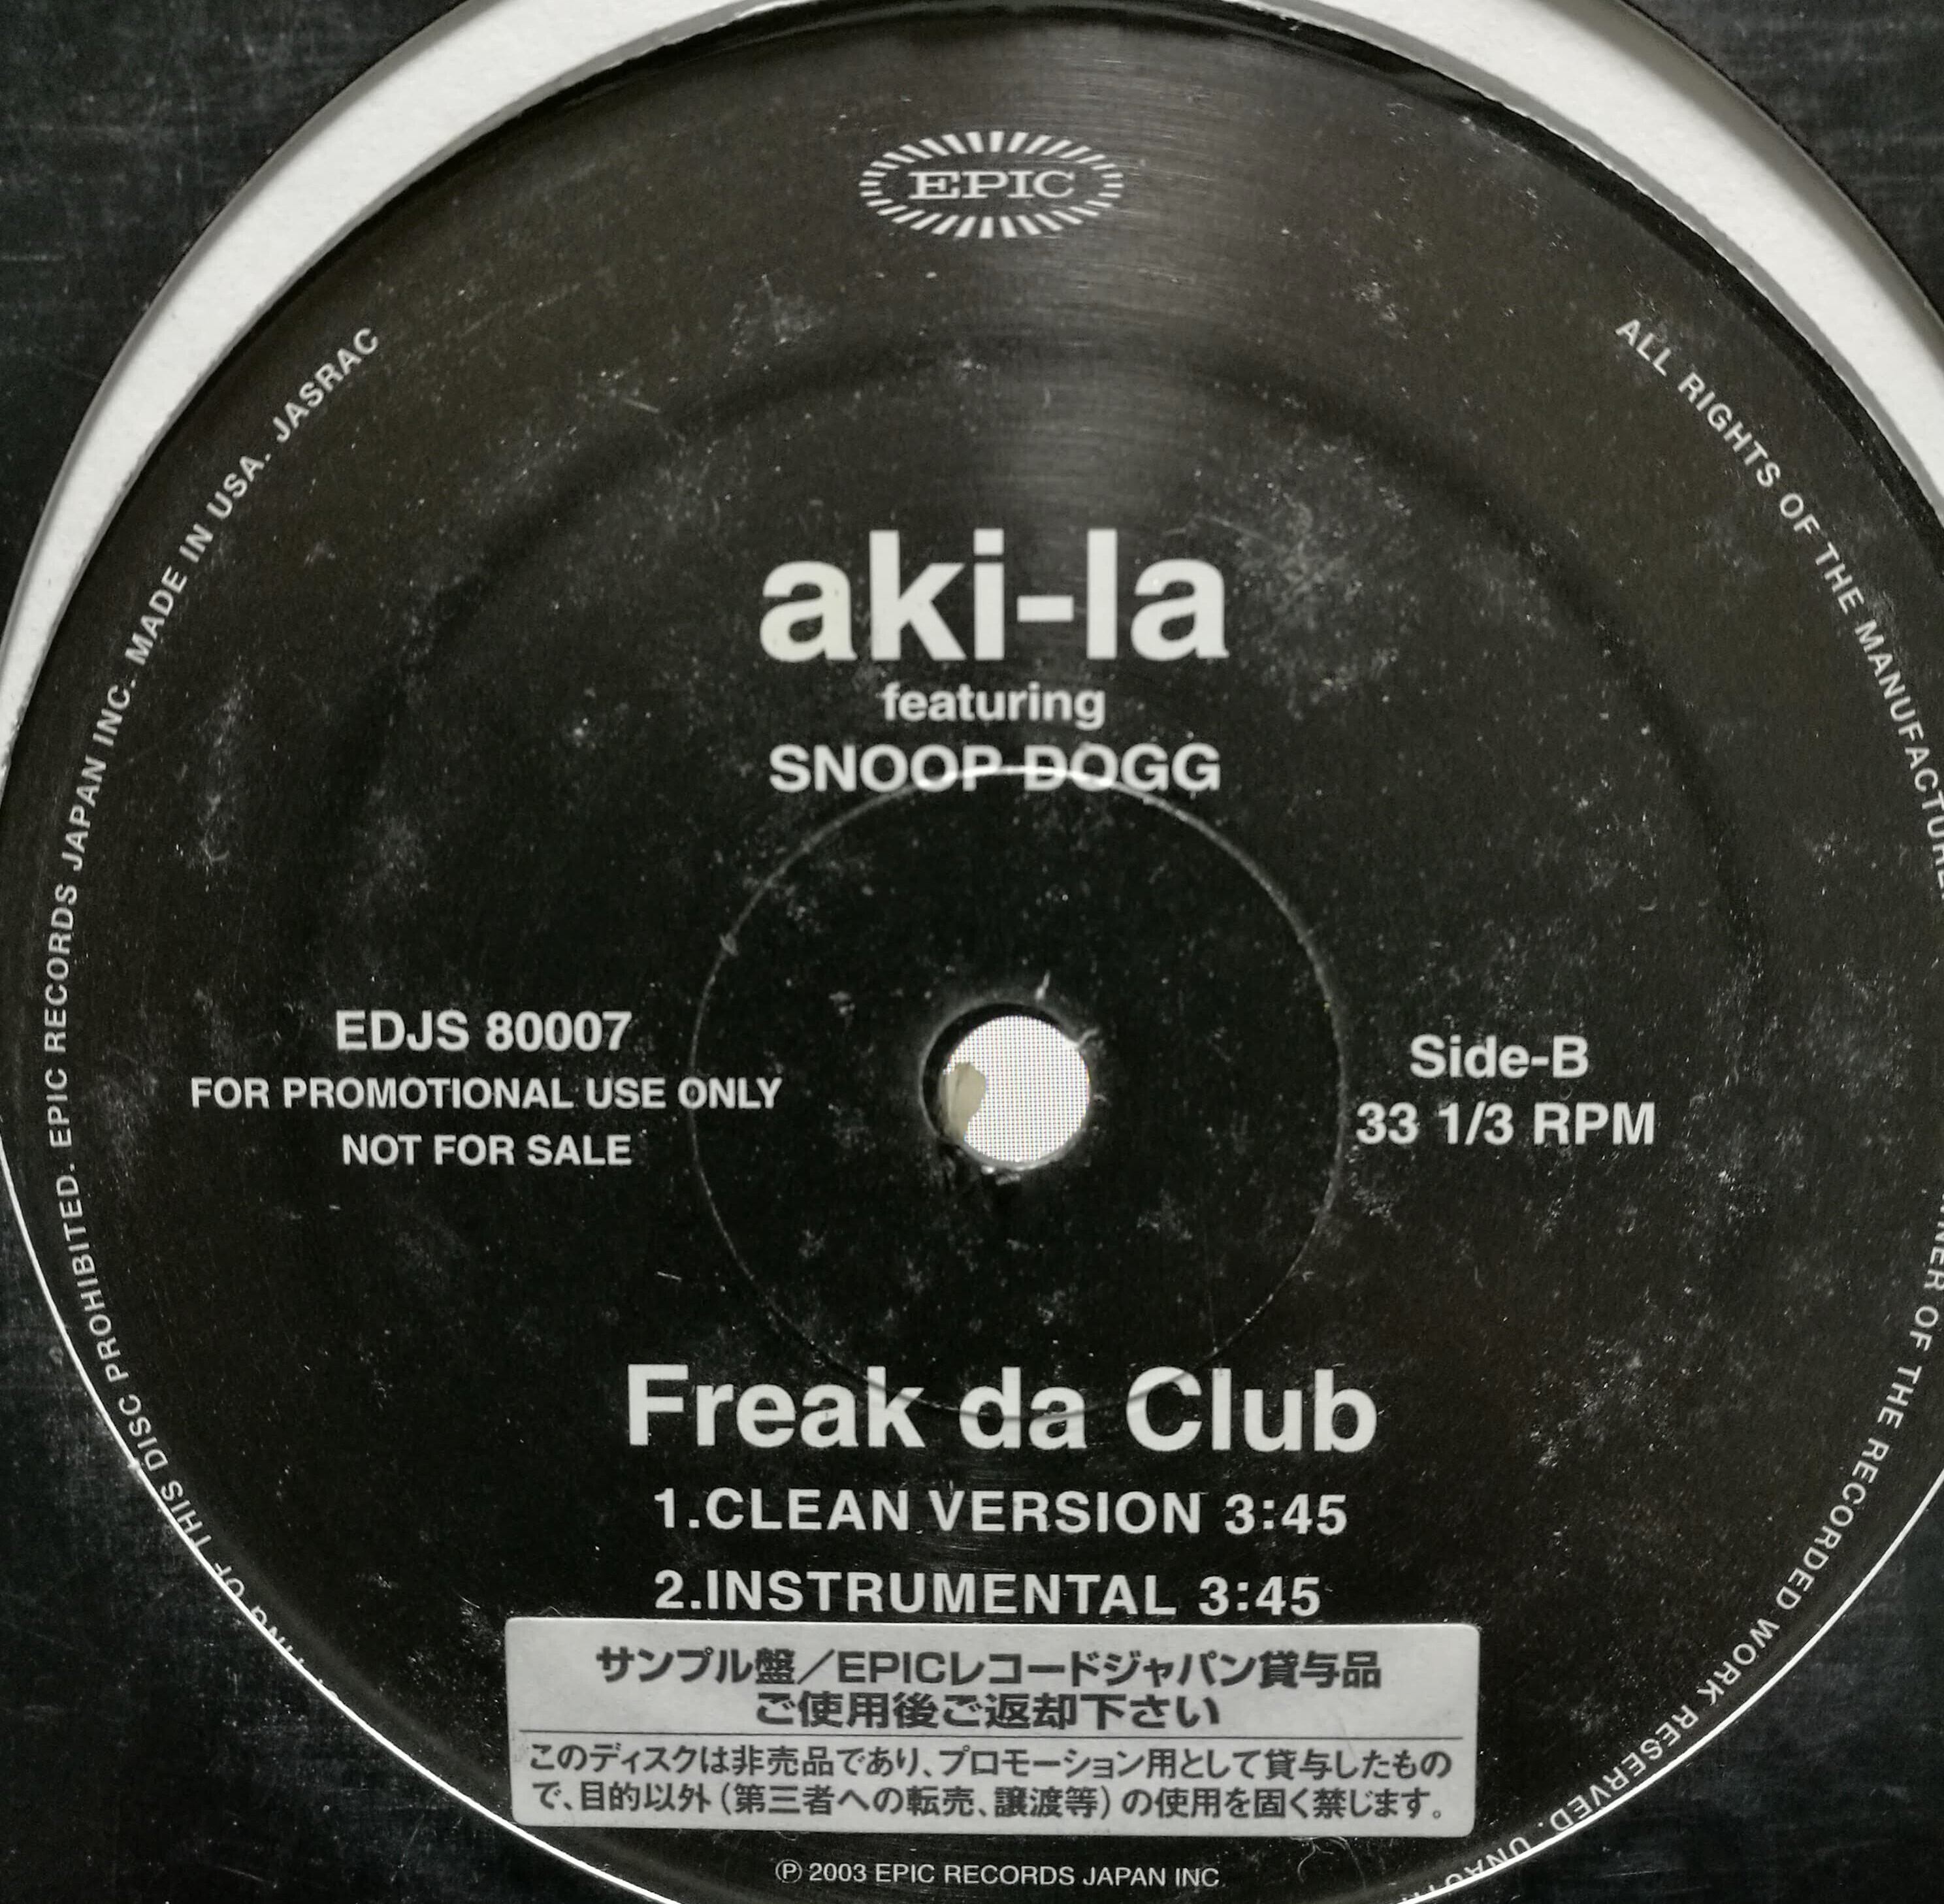 EPIC
aki-la
featuring
SNOOP DOGG
EDJS 80007
FOR PROMOTIONAL USE ONLY
NOT FOR SALE
Side-B
33 1/3 RPM
Freak da Club
1.CLEAN VERSION 3:45
2.INSTRUMENTAL 3:45
サンプル盤/EPICレコードジャパン貸与品
ご使用後ご返却下さい
このディスクは非売品であり、プロモーション用として貸与したもの
で、目的以外(第三者への転売、譲渡等)の使用を固く禁じます。
Ⓟ 2003 EPIC RECORDS JAPAN INC.
ALL RIGHTS OF THE MANUFACTURER
OF THE RECORDED WORK RESERVED.
OF THIS DISC PROHIBITED. EPIC RECORDS JAPAN INC. MADE IN USA. JASRAC